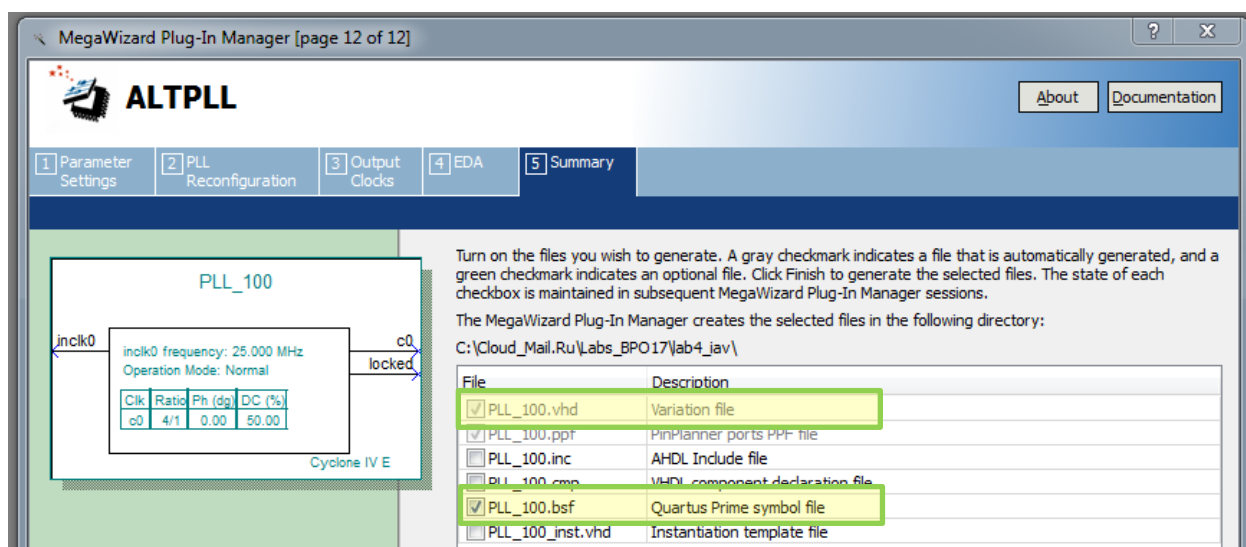 MegaWizard Plug-In Manager [page 12 of 12]
ALTPLL
About
Documentation
1 Parameter Settings
2 PLL Reconfiguration
3 Output Clocks
4 EDA
5 Summary
PLL_100
inclk0
inclk0 frequency: 25.000 MHz
Operation Mode: Normal
Clk Ratio Ph (dg) DC (%)
c0 4/1 0.00 50.00
c0
locked
Cyclone IV E
Turn on the files you wish to generate. A gray checkmark indicates a file that is automatically generated, and a
green checkmark indicates an optional file. Click Finish to generate the selected files. The state of each
checkbox is maintained in subsequent MegaWizard Plug-In Manager sessions.
The MegaWizard Plug-In Manager creates the selected files in the following directory:
C:\Cloud_Mail.Ru\Labs_BPO17\lab4_iav\
File Description
PLL_100.vhd Variation file
PLL_100.ppf PinPlanner ports PPF file
PLL_100.inc AHDL Include file
PLL_100.cmp VHDL component declaration file
PLL_100.bsf Quartus Prime symbol file
PLL_100_inst.vhd Instantiation template file